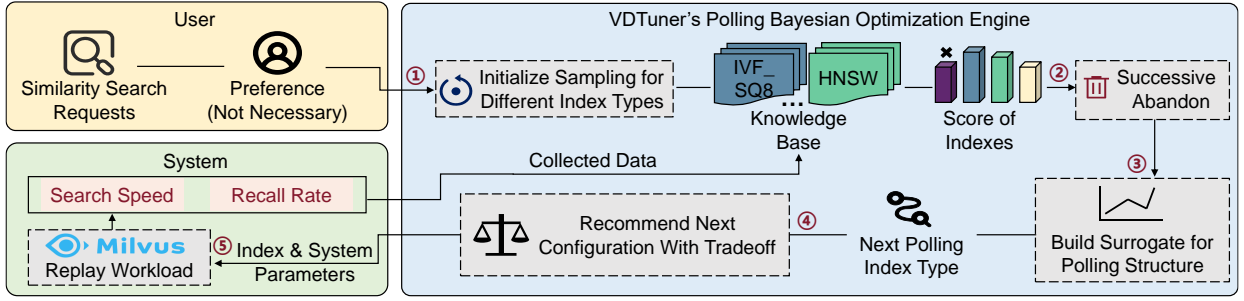 User
Similarity Search
Requests
Preference
(Not Necessary)
System
Search Speed
Recall Rate
Milvus
Replay Workload
⑤ Index & System
Parameters
VDTuner's Polling Bayesian Optimization Engine
①
Initialize Sampling for
Different Index Types
IVF_
SQ8
HNSW
...
Knowledge
Base
Score of
Indexes
②
Successive
Abandon
Collected Data
③
Recommend Next
Configuration With Tradeoff
④
Next Polling
Index Type
Build Surrogate for
Polling Structure